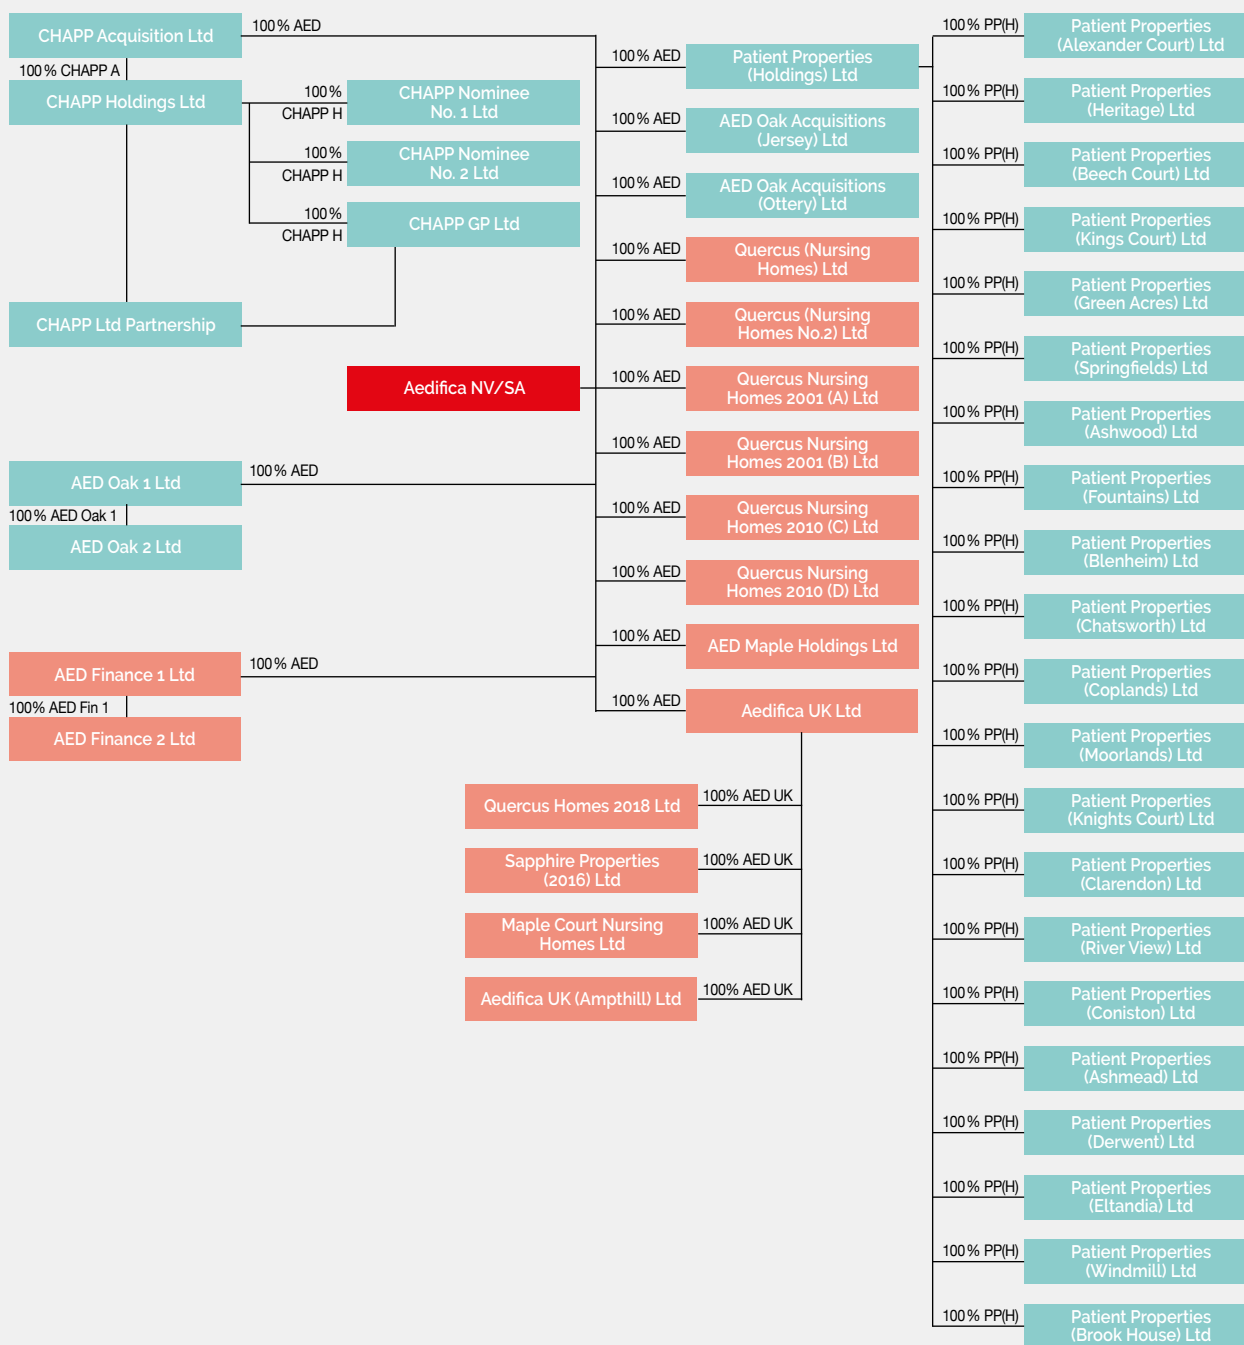 CHAPP Acquisition Ltd
100% AED
100% CHAPP A
CHAPP Holdings Ltd
100%
CHAPP H
CHAPP Nominee
No. 1 Ltd
100%
CHAPP H
CHAPP Nominee
No. 2 Ltd
100%
CHAPP H
CHAPP GP Ltd
CHAPP Ltd Partnership
Aedifica NV/SA
AED Oak 1 Ltd
100% AED
100% AED Oak 1
AED Oak 2 Ltd
AED Finance 1 Ltd
100% AED
100% AED Fin 1
AED Finance 2 Ltd
100% AED
Patient Properties
(Holdings) Ltd
100% AED
AED Oak Acquisitions
(Jersey) Ltd
100% AED
AED Oak Acquisitions
(Ottery) Ltd
100% AED
Quercus (Nursing
Homes) Ltd
100% AED
Quercus (Nursing
Homes No.2) Ltd
100% AED
Quercus Nursing
Homes 2001 (A) Ltd
100% AED
Quercus Nursing
Homes 2001 (B) Ltd
100% AED
Quercus Nursing
Homes 2010 (C) Ltd
100% AED
Quercus Nursing
Homes 2010 (D) Ltd
100% AED
AED Maple Holdings Ltd
100% AED
Aedifica UK Ltd
Quercus Homes 2018 Ltd
100% AED UK
Sapphire Properties
(2016) Ltd
100% AED UK
Maple Court Nursing
Homes Ltd
100% AED UK
Aedifica UK (Ampthill) Ltd
100% AED UK
100% PP(H)
Patient Properties
(Alexander Court) Ltd
100% PP(H)
Patient Properties
(Heritage) Ltd
100% PP(H)
Patient Properties
(Beech Court) Ltd
100% PP(H)
Patient Properties
(Kings Court) Ltd
100% PP(H)
Patient Properties
(Green Acres) Ltd
100% PP(H)
Patient Properties
(Springfields) Ltd
100% PP(H)
Patient Properties
(Ashwood) Ltd
100% PP(H)
Patient Properties
(Fountains) Ltd
100% PP(H)
Patient Properties
(Blenheim) Ltd
100% PP(H)
Patient Properties
(Chatsworth) Ltd
100% PP(H)
Patient Properties
(Coplands) Ltd
100% PP(H)
Patient Properties
(Moorlands) Ltd
100% PP(H)
Patient Properties
(Knights Court) Ltd
100% PP(H)
Patient Properties
(Clarendon) Ltd
100% PP(H)
Patient Properties
(River View) Ltd
100% PP(H)
Patient Properties
(Coniston) Ltd
100% PP(H)
Patient Properties
(Ashmead) Ltd
100% PP(H)
Patient Properties
(Derwent) Ltd
100% PP(H)
Patient Properties
(Eltandia) Ltd
100% PP(H)
Patient Properties
(Windmill) Ltd
100% PP(H)
Patient Properties
(Brook House) Ltd